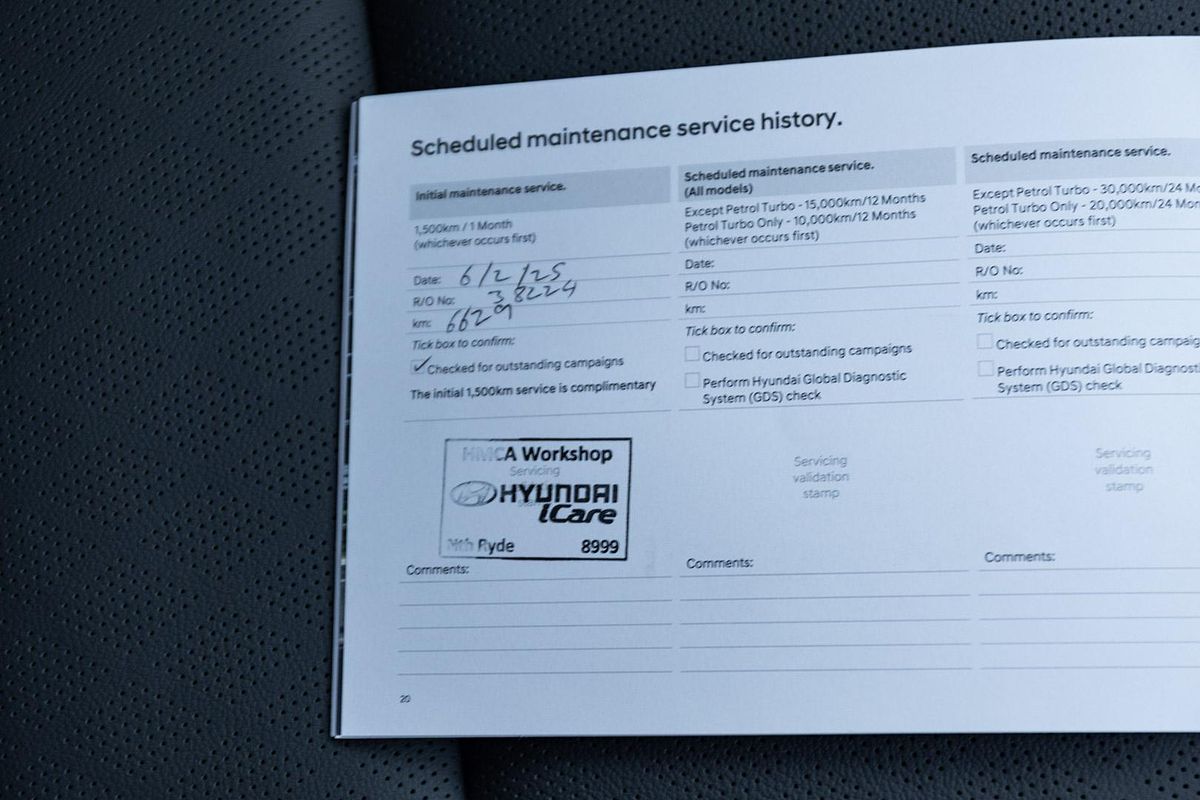 Scheduled maintenance service history.
Initial maintenance service.
1,500km / 1 Month
(whichever occurs first)
Date: 6/2/25
R/O No: 38224
km: 6629
Tick box to confirm:
Checked for outstanding campaigns
The initial 1,500km service is complimentary
HMCA Workshop
Servicing
HYUNDAI
iCare
Nth Ryde 8999
Comments:
Scheduled maintenance service.
(All models)
Except Petrol Turbo - 15,000km/12 Months
Petrol Turbo Only - 10,000km/12 Months
(whichever occurs first)
Date:
R/O No:
km:
Tick box to confirm:
Checked for outstanding campaigns
Perform Hyundai Global Diagnostic
System (GDS) check
Servicing
validation
stamp
Comments:
Scheduled maintenance service.
Except Petrol Turbo - 30,000km/24 Mo
Petrol Turbo Only - 20,000km/24 Mon
(whichever occurs first)
Date:
R/O No:
km:
Tick box to confirm:
Checked for outstanding campaig
Perform Hyundai Global Diagnosti
System (GDS) check
Servicing
validation
stamp
Comments:
20